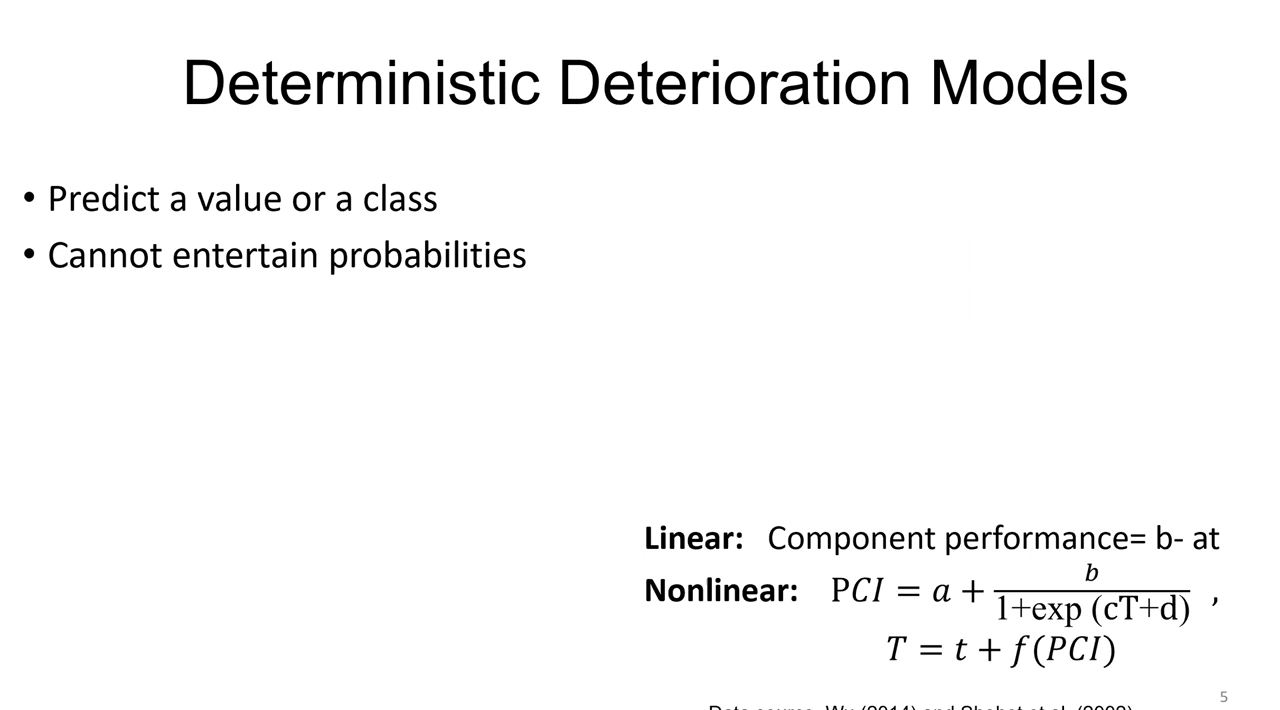 Deterministic Deterioration Models
• Predict a value or a class
• Cannot entertain probabilities
Linear: Component performance= b- at
Nonlinear: P𝐶𝐼 = 𝑎 + 𝑏/(1+exp (cT+d)) ,
𝑇 = 𝑡 + 𝑓(𝑃𝐶𝐼)
5